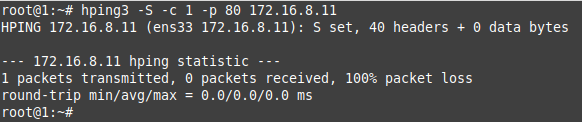 root@1:~# hping3 -S -c 1 -p 80 172.16.8.11
HPING 172.16.8.11 (ens33 172.16.8.11): S set, 40 headers + 0 data bytes

--- 172.16.8.11 hping statistic ---
1 packets transmitted, 0 packets received, 100% packet loss
round-trip min/avg/max = 0.0/0.0/0.0 ms
root@1:~#